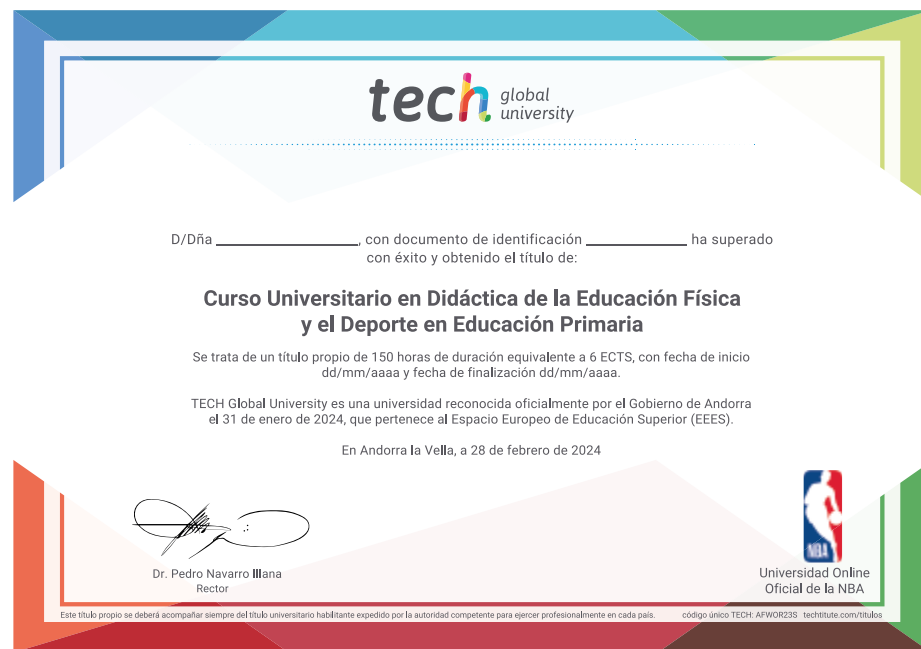 tech global university
D/Dña ____________, con documento de identificación ____________ ha superado
con éxito y obtenido el título de:
Curso Universitario en Didáctica de la Educación Física
y el Deporte en Educación Primaria
Se trata de un título propio de 150 horas de duración equivalente a 6 ECTS, con fecha de inicio
dd/mm/aaaa y fecha de finalización dd/mm/aaaa.
TECH Global University es una universidad reconocida oficialmente por el Gobierno de Andorra
el 31 de enero de 2024, que pertenece al Espacio Europeo de Educación Superior (EEES).
En Andorra la Vella, a 28 de febrero de 2024
Dr. Pedro Navarro Illana
Rector
NBA
Universidad Online
Oficial de la NBA
Este título propio se deberá acompañar siempre del título universitario habilitante expedido por la autoridad competente para ejercer profesionalmente en cada país. código único TECH: AFWOR23S techtitute.com/titulos